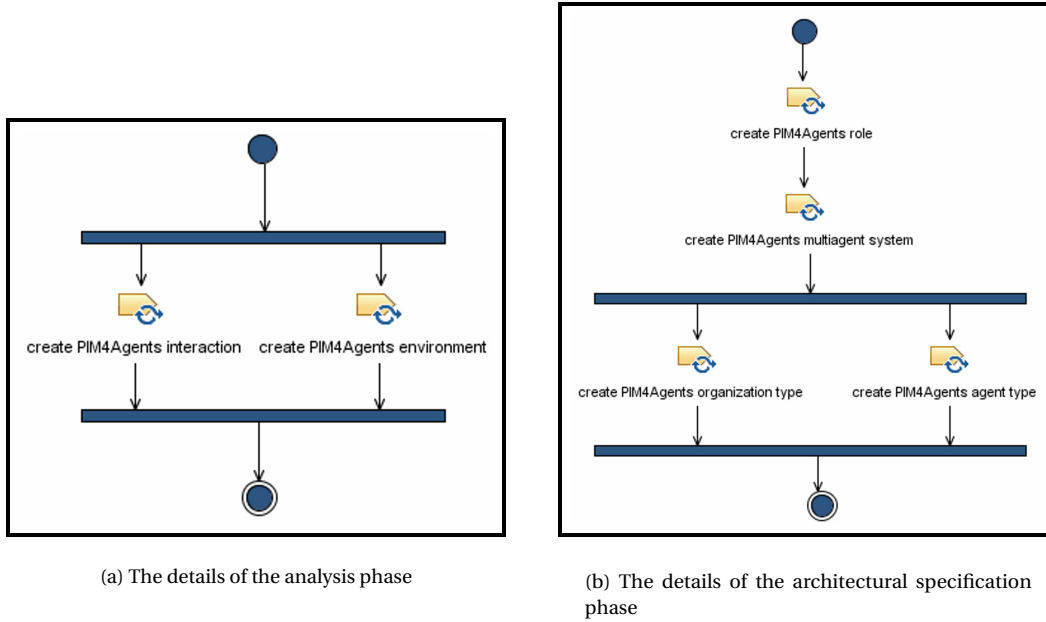 create PIM4Agents interaction
create PIM4Agents environment
(a) The details of the analysis phase
create PIM4Agents role
create PIM4Agents multiagent system
create PIM4Agents organization type
create PIM4Agents agent type
(b) The details of the architectural specification
phase